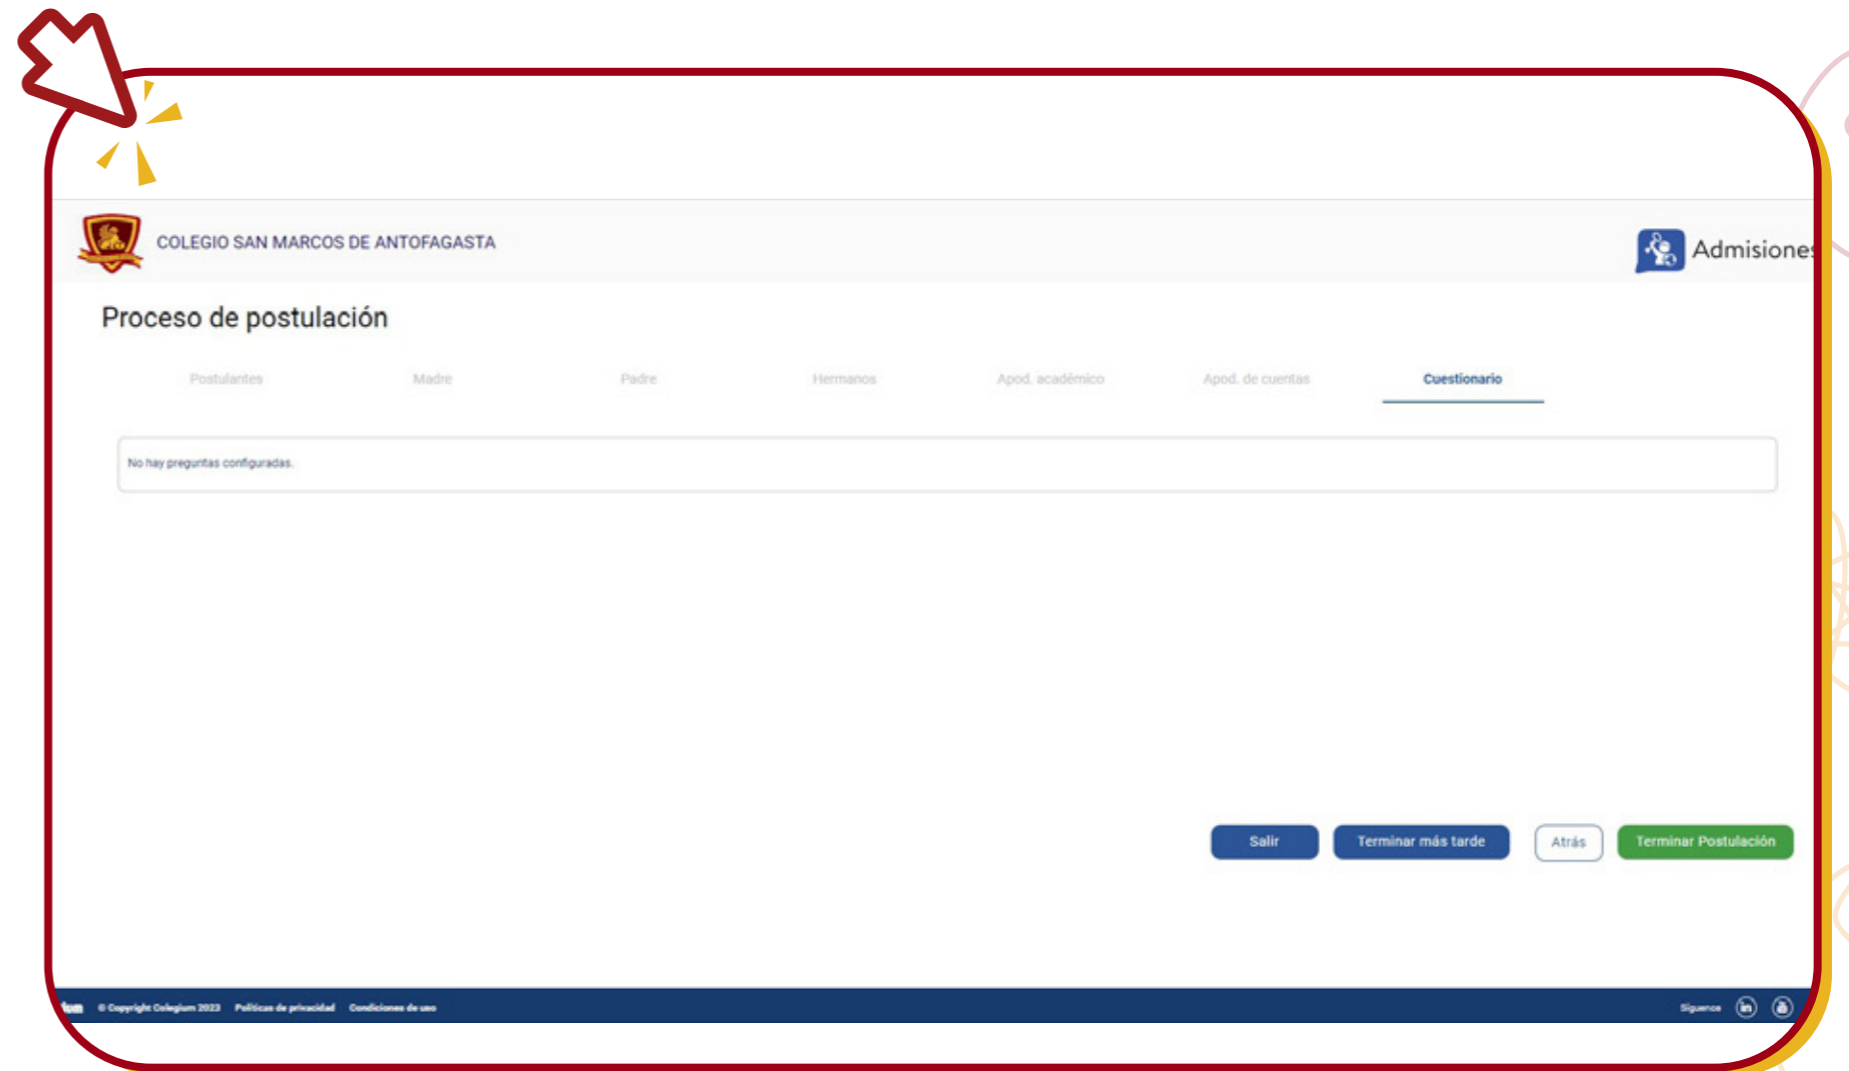 COLEGIO SAN MARCOS DE ANTOFAGASTA
Admisiones
Proceso de postulación
Postulantes Madre Padre Hermanos Apod. académico Apod. de cuentas Cuestionario
No hay preguntas configuradas.
Salir Terminar más tarde Atrás Terminar Postulación
© Copyright Colegium 2023 Políticas de privacidad Condiciones de uso Síguenos